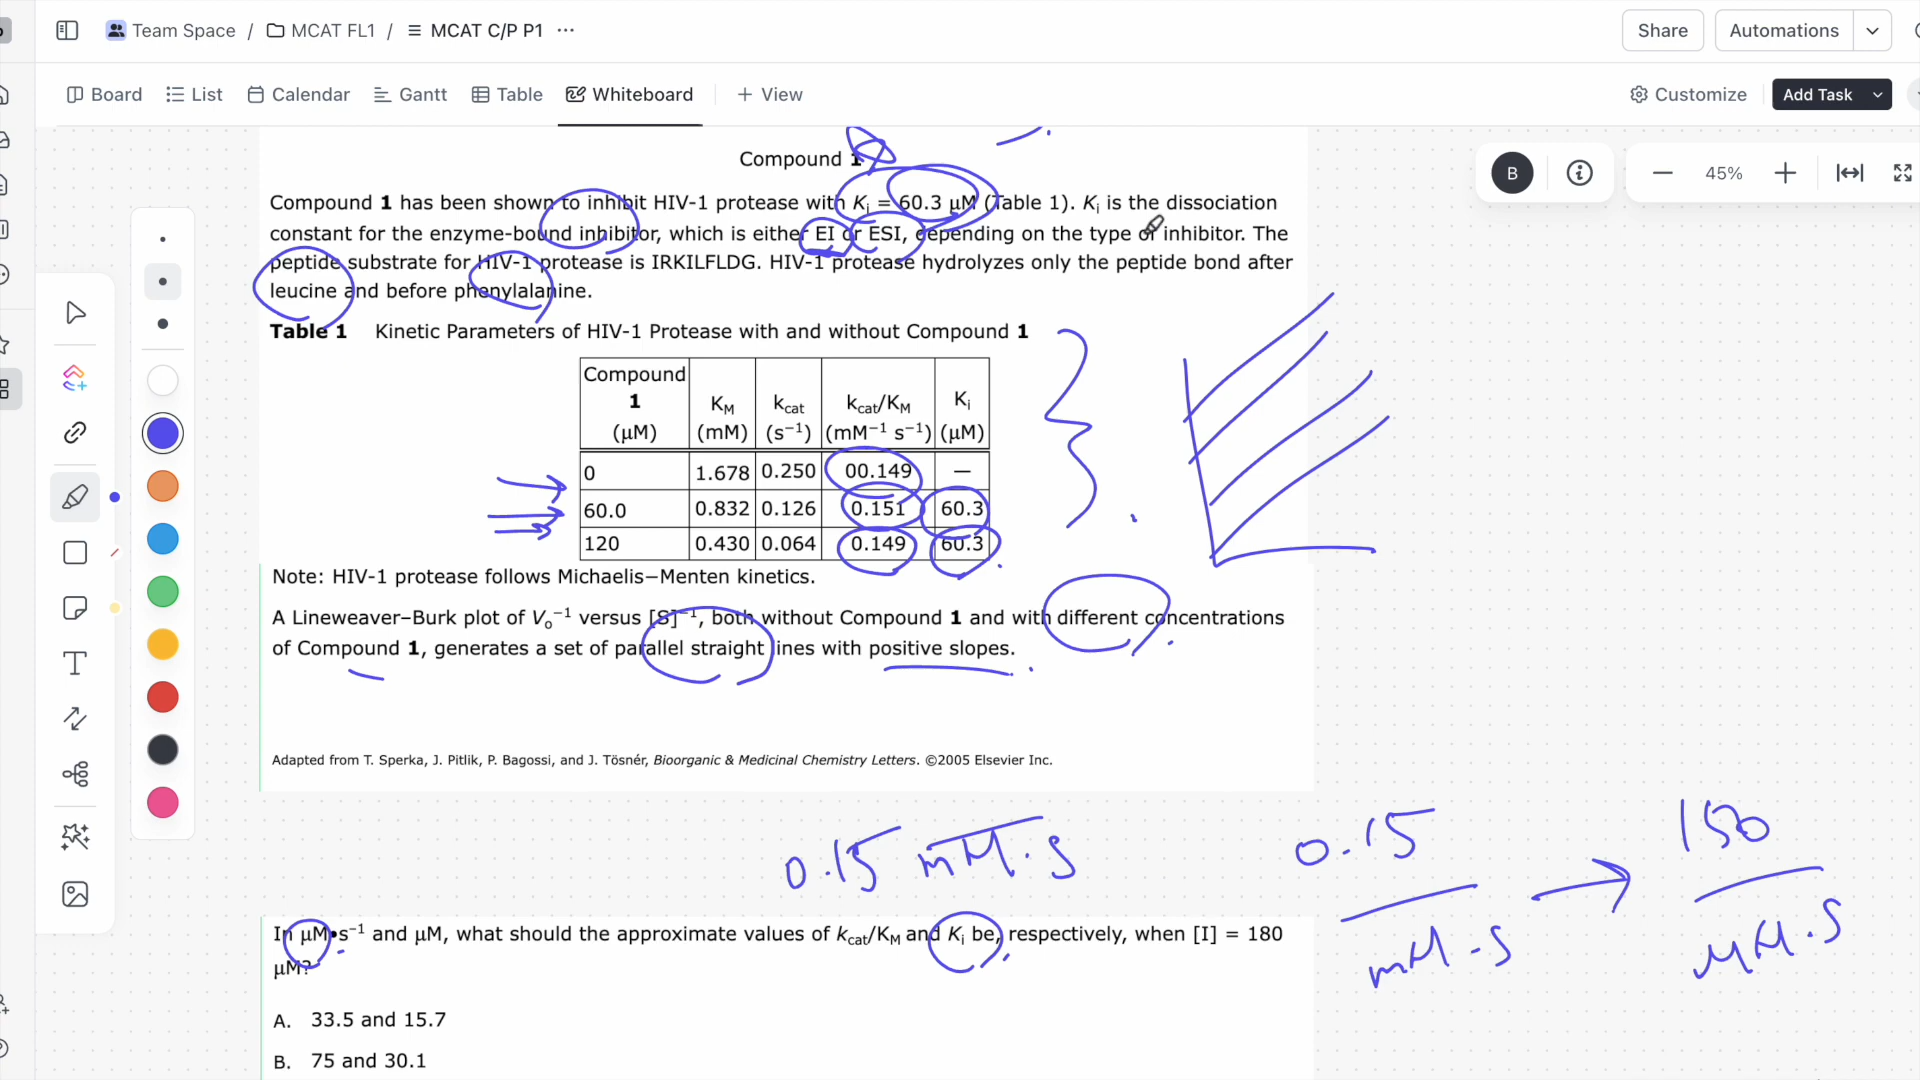 Team Space / MCAT FL1 / MCAT C/P P1 ···
Share
Automations
Board List Calendar Gantt Table Whiteboard + View
Customize
Add Task
B
45%
Compound 1
Compound 1 has been shown to inhibit HIV-1 protease with Ki = 60.3 µM (Table 1). Ki is the dissociation
constant for the enzyme-bound inhibitor, which is either EI or ESI, depending on the type of inhibitor. The
peptide substrate for HIV-1 protease is IRKILFLDG. HIV-1 protease hydrolyzes only the peptide bond after
leucine and before phenylalanine.
Table 1 Kinetic Parameters of HIV-1 Protease with and without Compound 1
Compound
1
(µM)
KM
(mM)
kcat
(s⁻¹)
kcat/KM
(mM⁻¹ s⁻¹)
Ki
(µM)
0 1.678 0.250 00.149 —
60.0 0.832 0.126 0.151 60.3
120 0.430 0.064 0.149 60.3
Note: HIV-1 protease follows Michaelis−Menten kinetics.
A Lineweaver–Burk plot of Vo⁻¹ versus [S]⁻¹, both without Compound 1 and with different concentrations
of Compound 1, generates a set of parallel straight lines with positive slopes.
Adapted from T. Sperka, J. Pitlik, P. Bagossi, and J. Tösnér, Bioorganic & Medicinal Chemistry Letters. ©2005 Elsevier Inc.
0.15 mM·s
0.15
mM·s
150
µM·s
In µM•s⁻¹ and µM, what should the approximate values of kcat/KM and Ki be, respectively, when [I] = 180
µM?
A. 33.5 and 15.7
B. 75 and 30.1